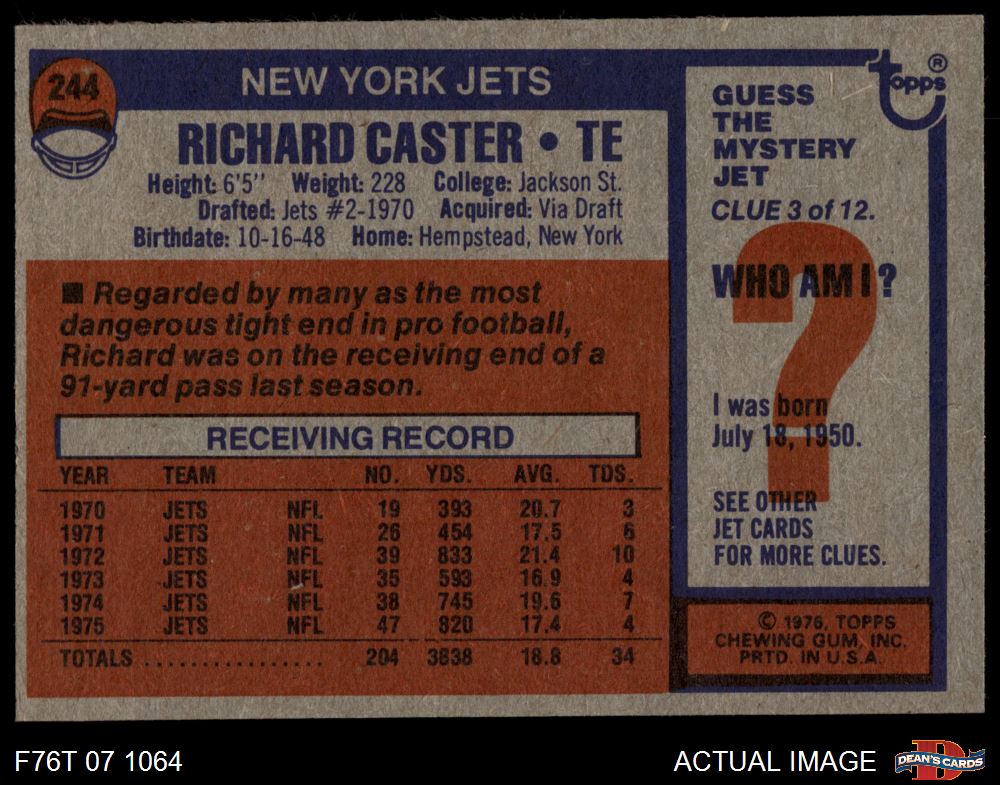 244
NEW YORK JETS
RICHARD CASTER • TE
Height: 6'5" Weight: 228 College: Jackson St.
Drafted: Jets #2-1970 Acquired: Via Draft
Birthdate: 10-16-48 Home: Hempstead, New York
■ Regarded by many as the most
dangerous tight end in pro football,
Richard was on the receiving end of a
91-yard pass last season.
RECEIVING RECORD
YEAR TEAM NO. YDS. AVG. TDS.
1970 JETS NFL 19 393 20.7 3
1971 JETS NFL 26 454 17.5 6
1972 JETS NFL 39 833 21.4 10
1973 JETS NFL 35 593 16.9 4
1974 JETS NFL 38 745 19.6 7
1975 JETS NFL 47 820 17.4 4
TOTALS .................. 204 3838 18.8 34
topps ®
GUESS
THE
MYSTERY
JET
CLUE 3 of 12.
WHO AM I?
?
I was born
July 18, 1950.
SEE OTHER
JET CARDS
FOR MORE CLUES.
© 1976, TOPPS
CHEWING GUM, INC.
PRTD. IN U.S.A.
F76T 07 1064
ACTUAL IMAGE
D
DEAN'S CARDS